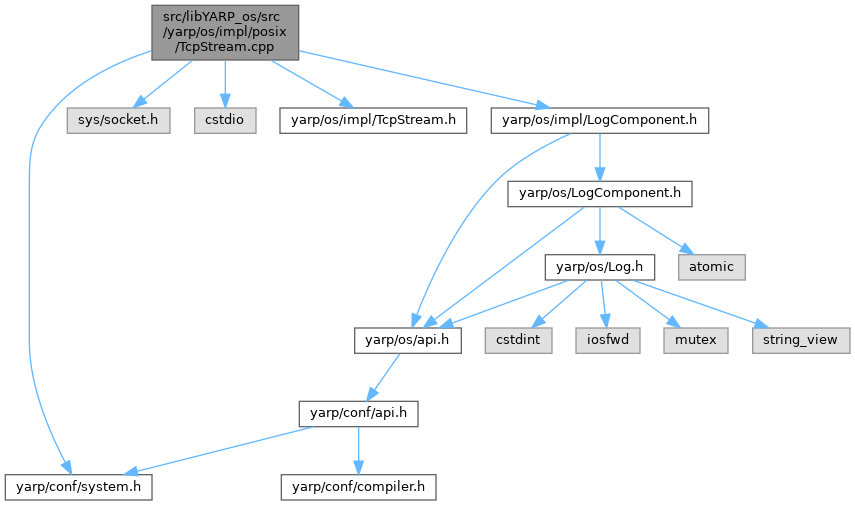 src/libYARP_os/src
/yarp/os/impl/posix
/TcpStream.cpp
sys/socket.h
cstdio
yarp/os/impl/TcpStream.h
yarp/os/impl/LogComponent.h
yarp/os/LogComponent.h
yarp/os/Log.h
atomic
yarp/os/api.h
cstdint
iosfwd
mutex
string_view
yarp/conf/api.h
yarp/conf/system.h
yarp/conf/compiler.h